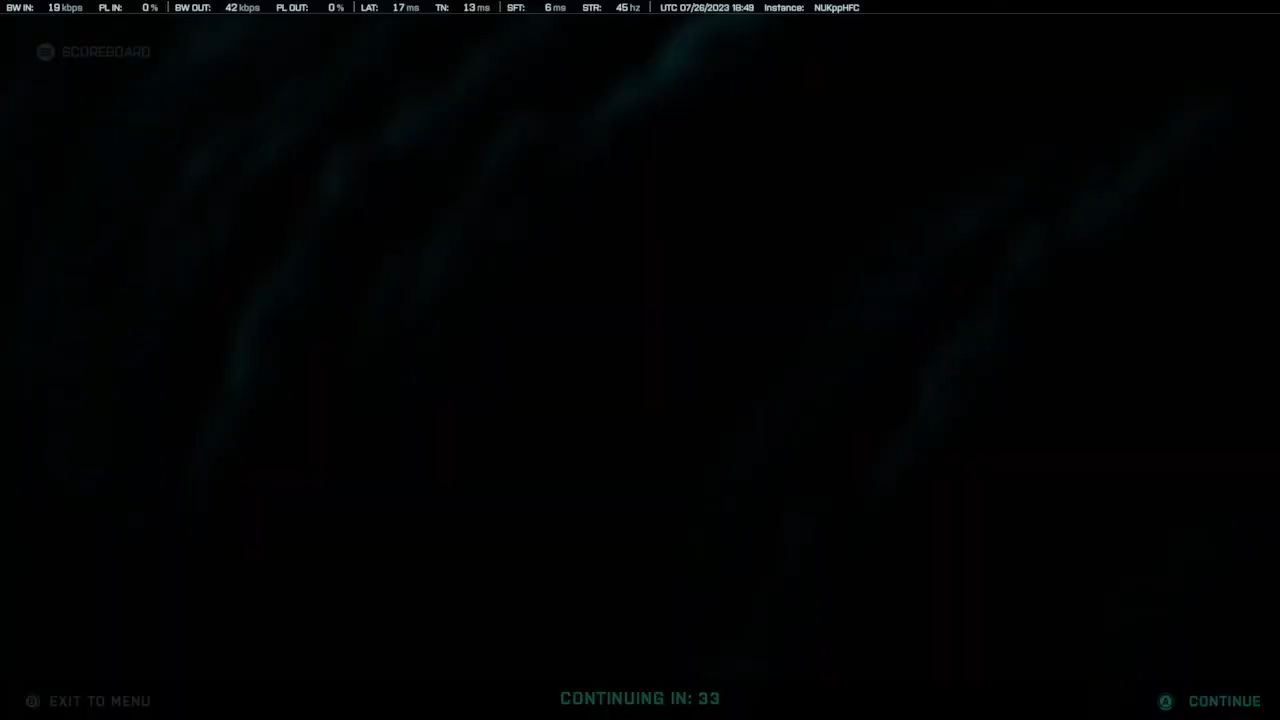 BW IN: 19 kbps PL IN: 0 % BW OUT: 42 kbps PL OUT: 0 % LAT: 17 ms TN: 13 ms SFT: 6 ms STR: 45 hz UTC 07/26/2023 18:49 Instance: NUKppHFC
SCOREBOARD
B EXIT TO MENU
CONTINUING IN: 33
A CONTINUE